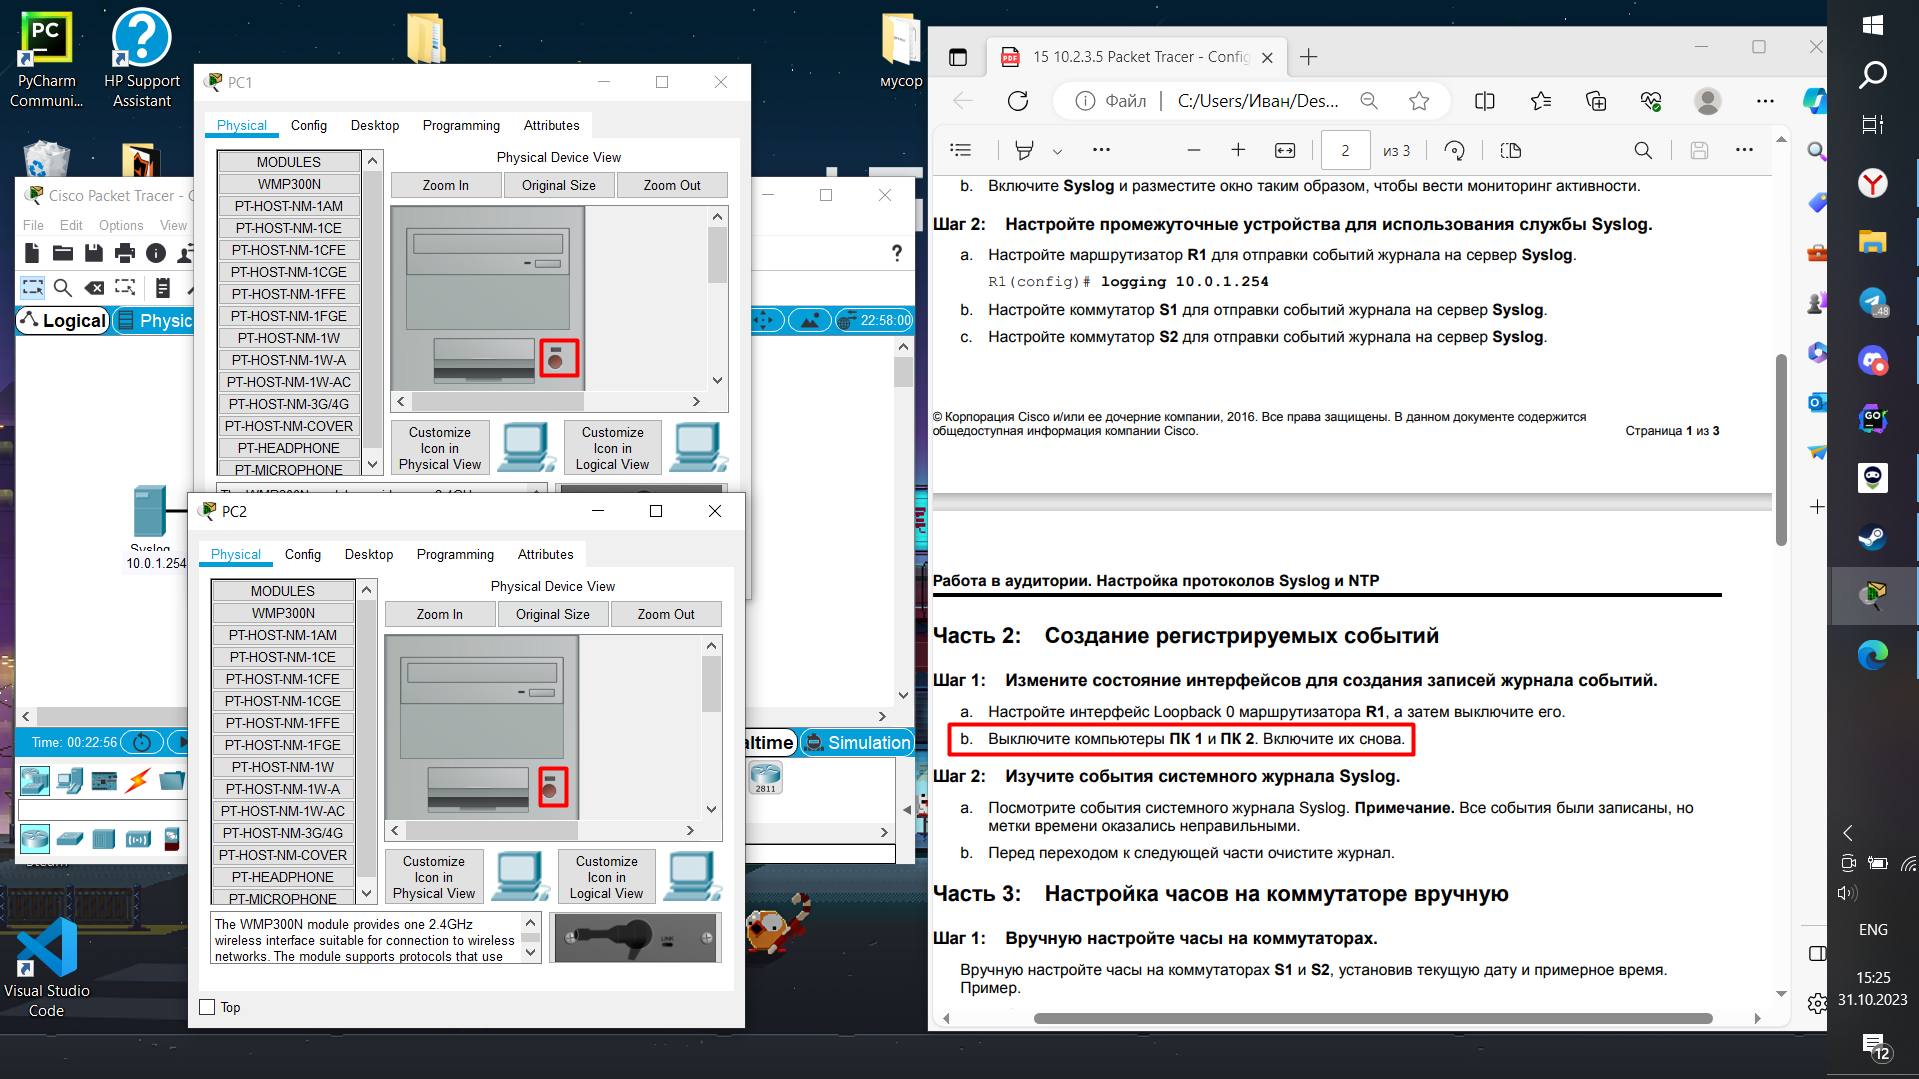 PyCharm
Communi...
HP Support
Assistant
мусор
Visual Studio
Code
PC1
Physical
Config
Desktop
Programming
Attributes
MODULES
WMP300N
PT-HOST-NM-1AM
PT-HOST-NM-1CE
PT-HOST-NM-1CFE
PT-HOST-NM-1CGE
PT-HOST-NM-1FFE
PT-HOST-NM-1FGE
PT-HOST-NM-1W
PT-HOST-NM-1W-A
PT-HOST-NM-1W-AC
PT-HOST-NM-3G/4G
PT-HOST-NM-COVER
PT-HEADPHONE
PT-MICROPHONE
Physical Device View
Zoom In
Original Size
Zoom Out
Customize
Icon in
Physical View
Customize
Icon in
Logical View
Cisco Packet Tracer - C
File
Edit
Options
View
Logical
Physic
22:58:00
Syslog
10.0.1.254
Time: 00:22:56
altime
Simulation
2811
PC2
Physical
Config
Desktop
Programming
Attributes
MODULES
WMP300N
PT-HOST-NM-1AM
PT-HOST-NM-1CE
PT-HOST-NM-1CFE
PT-HOST-NM-1CGE
PT-HOST-NM-1FFE
PT-HOST-NM-1FGE
PT-HOST-NM-1W
PT-HOST-NM-1W-A
PT-HOST-NM-1W-AC
PT-HOST-NM-3G/4G
PT-HOST-NM-COVER
PT-HEADPHONE
PT-MICROPHONE
Physical Device View
Zoom In
Original Size
Zoom Out
Customize
Icon in
Physical View
Customize
Icon in
Logical View
The WMP300N module provides one 2.4GHz
wireless interface suitable for connection to wireless
networks. The module supports protocols that use
LINK
Top
15 10.2.3.5 Packet Tracer - Config
Файл
C:/Users/Иван/Des...
2 из 3
b. Включите Syslog и разместите окно таким образом, чтобы вести мониторинг активности.
Шаг 2: Настройте промежуточные устройства для использования службы Syslog.
a. Настройте маршрутизатор R1 для отправки событий журнала на сервер Syslog.
R1(config)# logging 10.0.1.254
b. Настройте коммутатор S1 для отправки событий журнала на сервер Syslog.
c. Настройте коммутатор S2 для отправки событий журнала на сервер Syslog.
© Корпорация Cisco и/или ее дочерние компании, 2016. Все права защищены. В данном документе содержится
общедоступная информация компании Cisco. Страница 1 из 3
Работа в аудитории. Настройка протоколов Syslog и NTP
Часть 2: Создание регистрируемых событий
Шаг 1: Измените состояние интерфейсов для создания записей журнала событий.
a. Настройте интерфейс Loopback 0 маршрутизатора R1, а затем выключите его.
b. Выключите компьютеры ПК 1 и ПК 2. Включите их снова.
Шаг 2: Изучите события системного журнала Syslog.
a. Посмотрите события системного журнала Syslog. Примечание. Все события были записаны, но
метки времени оказались неправильными.
b. Перед переходом к следующей части очистите журнал.
Часть 3: Настройка часов на коммутаторе вручную
Шаг 1: Вручную настройте часы на коммутаторах.
Вручную настройте часы на коммутаторах S1 и S2, установив текущую дату и примерное время.
Пример.
48
ENG
15:25
31.10.2023
12